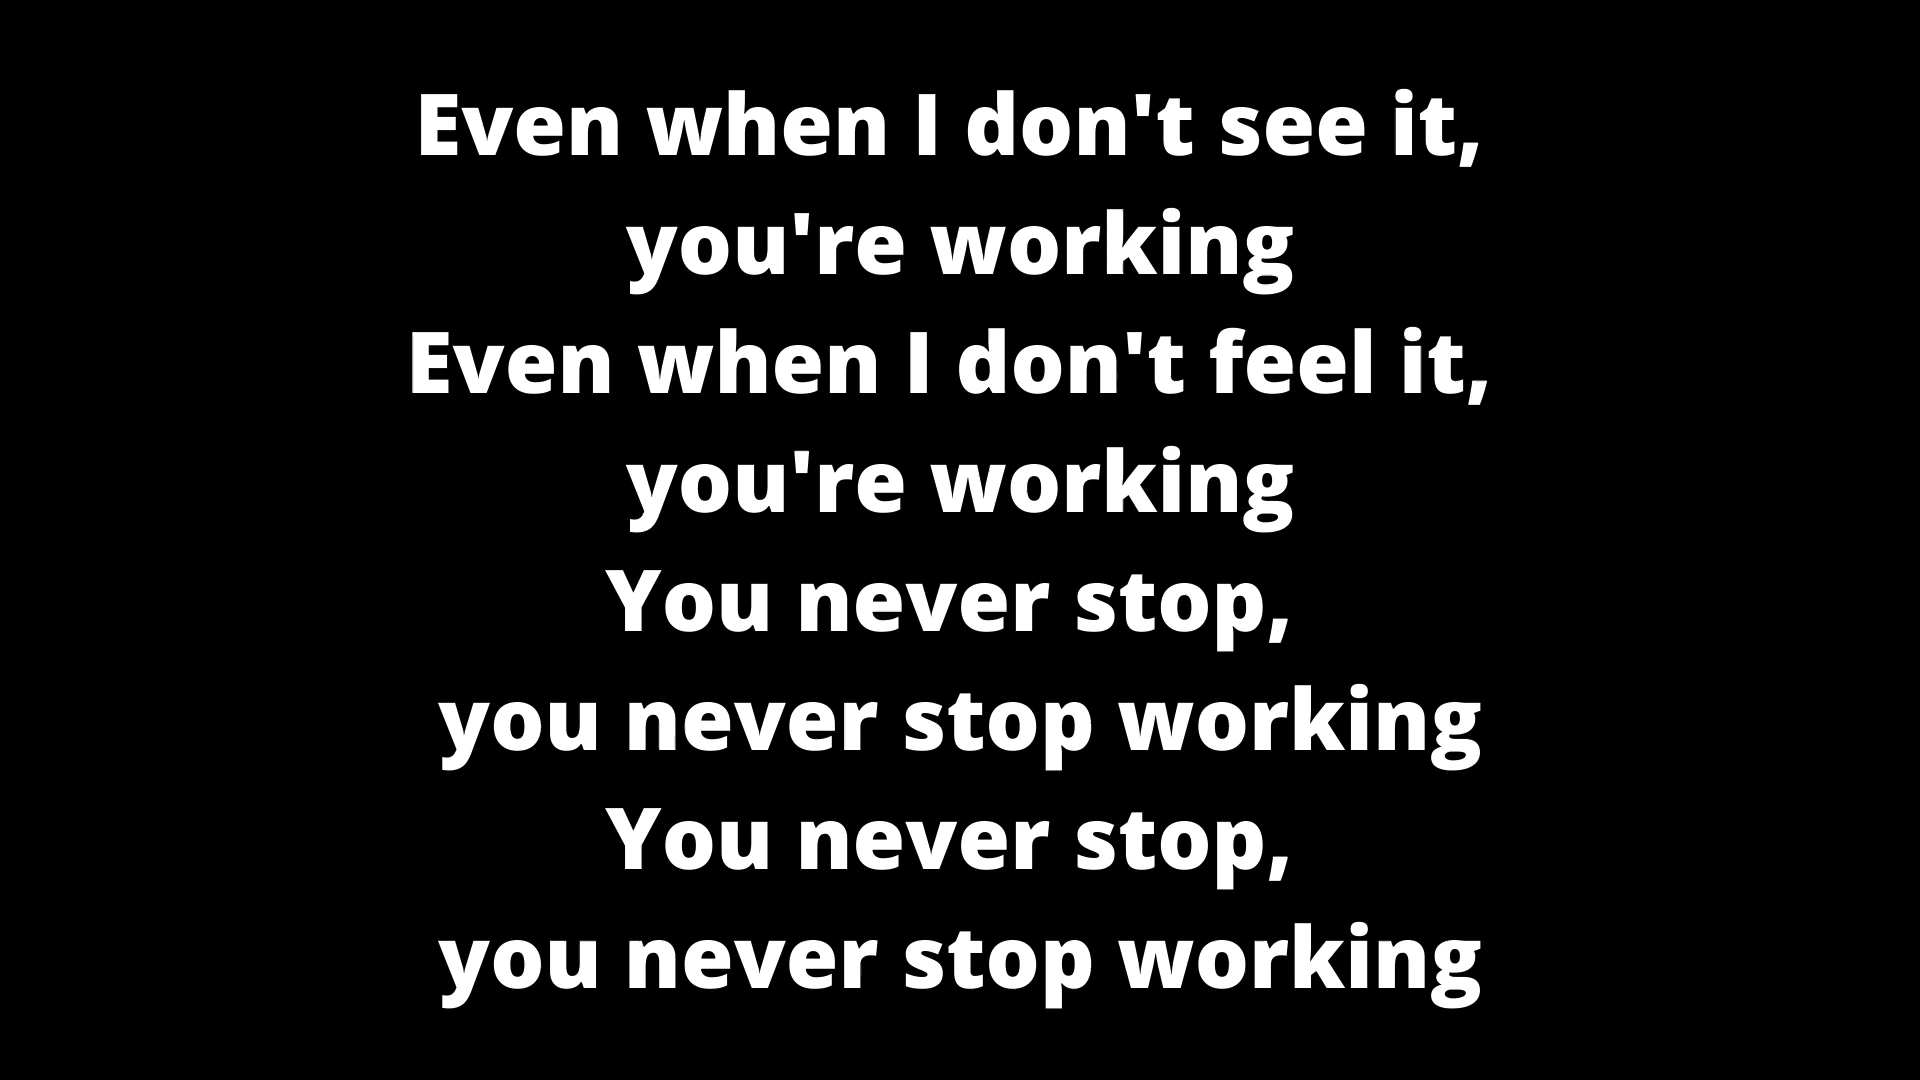 Even when I don't see it,
you're working
Even when I don't feel it,
you're working
You never stop,
you never stop working
You never stop,
you never stop working